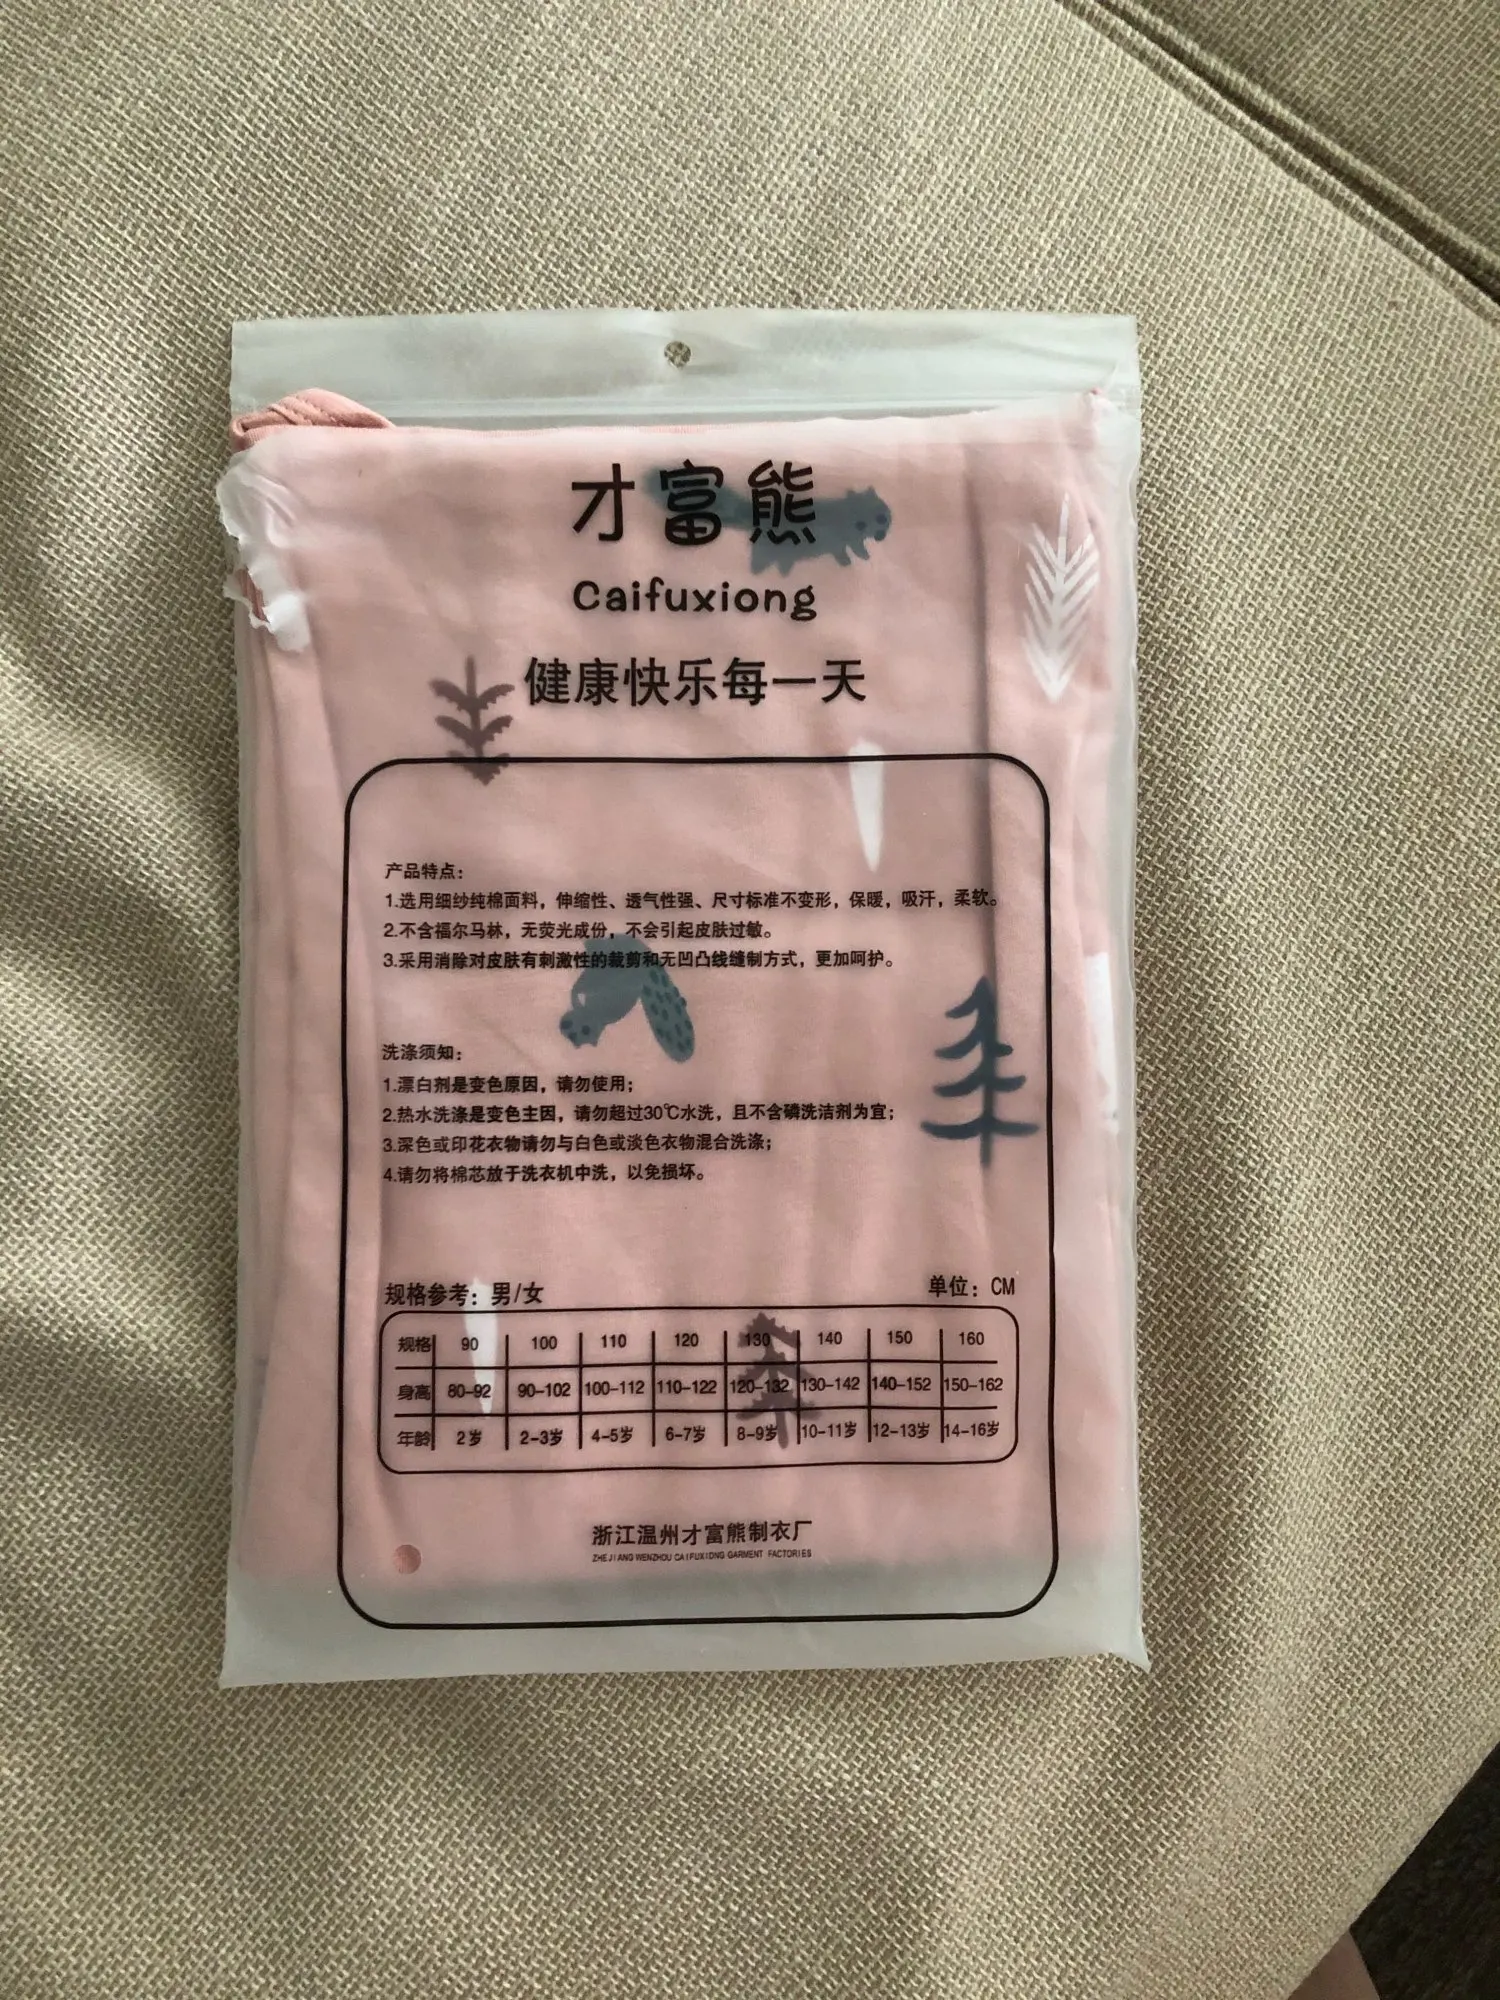 才富熊
Caifuxiong
健康快乐每一天
产品特点：
1.选用细纱纯棉面料，伸缩性、透气性强、尺寸标准不变形，保暖，吸汗，柔软。
2.不含福尔马林，无荧光成份，不会引起皮肤过敏。
3.采用消除对皮肤有刺激性的裁剪和无凹凸线缝制方式，更加呵护。
洗涤须知：
1.漂白剂是变色原因，请勿使用；
2.热水洗涤是变色主因，请勿超过30℃水洗，且不含磷洗洁剂为宜；
3.深色或印花衣物请勿与白色或淡色衣物混合洗涤；
4.请勿将棉芯放于洗衣机中洗，以免损坏。
规格参考：男/女 单位：CM
规格 90 100 110 120 130 140 150 160
身高 80-92 90-102 100-112 110-122 120-132 130-142 140-152 150-162
年龄 2岁 2-3岁 4-5岁 6-7岁 8-9岁 10-11岁 12-13岁 14-16岁
浙江温州才富熊制衣厂
ZHEJIANG WENZHOU CAIFUXIONG GARMENT FACTORIES